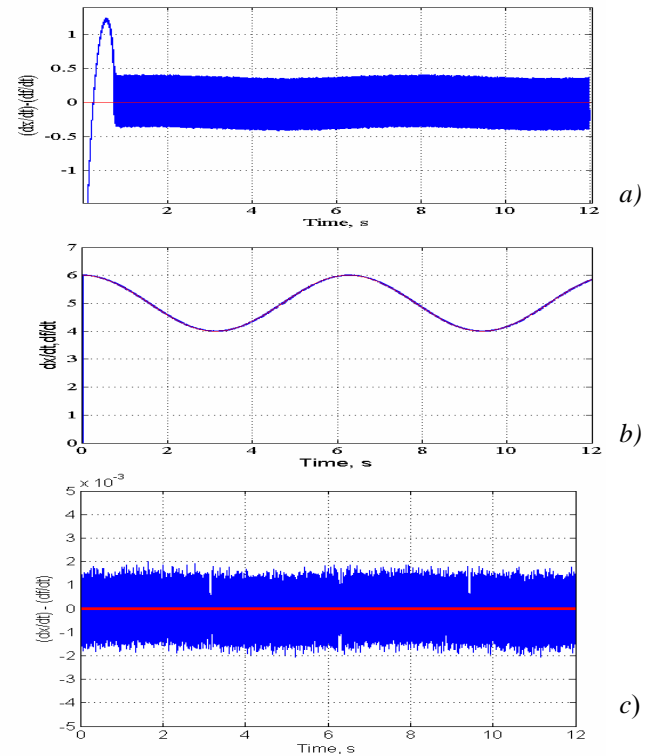 1
0.5
0
-0.5
-1
(dx/dt)-(df/dt)
2 4 6 8 10 12
Time, s
a)
7
6
5
4
3
2
1
0
dx/dt,df/dt
0 2 4 6 8 10 12
Time, s
b)
5 × 10⁻³
4
3
2
1
0
-1
-2
-3
-4
-5
(dx/dt) - (df/dt)
0 2 4 6 8 10 12
Time, s
c)